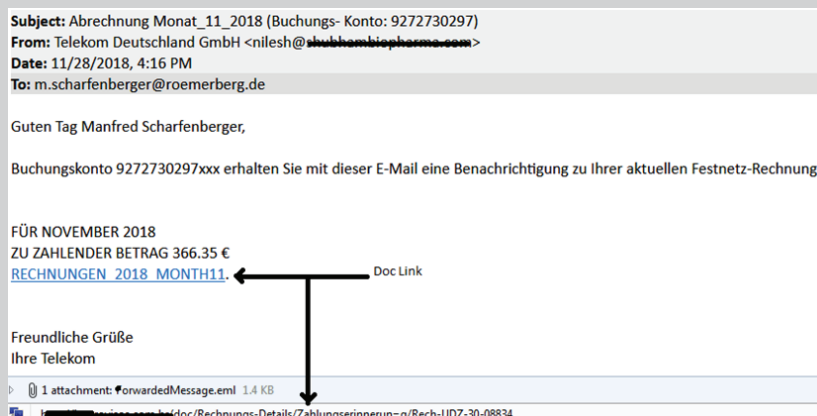 Subject: Abrechnung Monat_11_2018 (Buchungs- Konto: 9272730297)
From: Telekom Deutschland GmbH <nilesh@
Date: 11/28/2018, 4:16 PM
To: m.scharfenberger@roemerberg.de
Guten Tag Manfred Scharfenberger,
Buchungskonto 9272730297xxx erhalten Sie mit dieser E-Mail eine Benachrichtigung zu Ihrer aktuellen Festnetz-Rechnung
FÜR NOVEMBER 2018
ZU ZAHLENDER BETRAG 366.35 €
RECHNUNGEN_2018_MONTH11.
Doc Link
Freundliche Grüße
Ihre Telekom
1 attachment: ForwardedMessage.eml 1.4 KB
/doc/Rechnungs-Details/Zahlungserinnerun=g/Rech-UDZ-30-08834